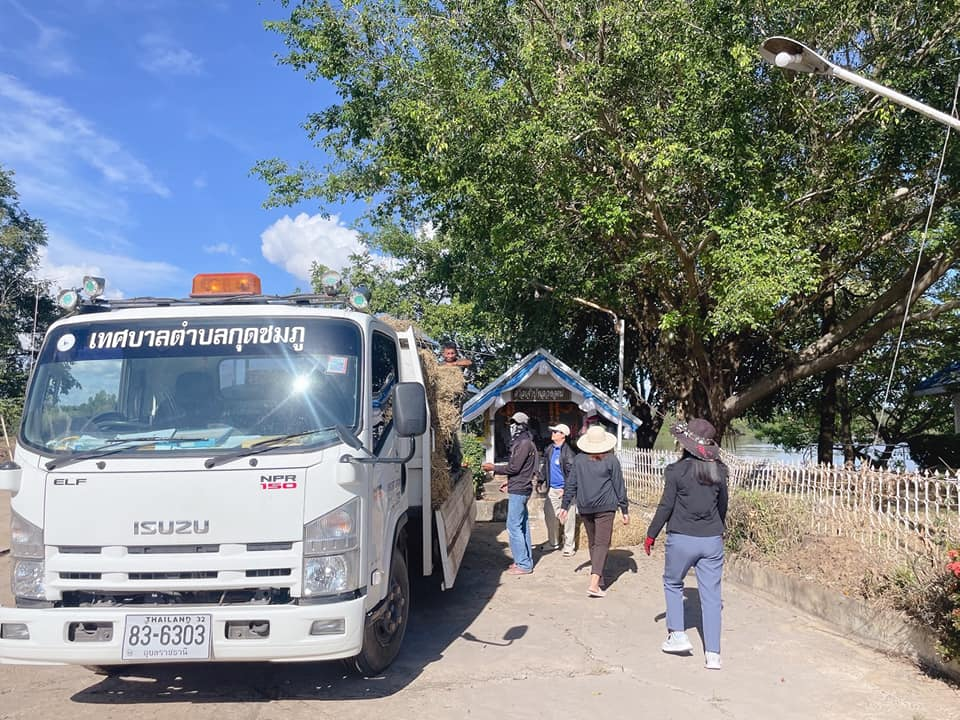 เทศบาลตำบลกุดชมภู
ELF
NPR
150
ISUZU
THAILAND 32
83-6303
อุบลราชธานี